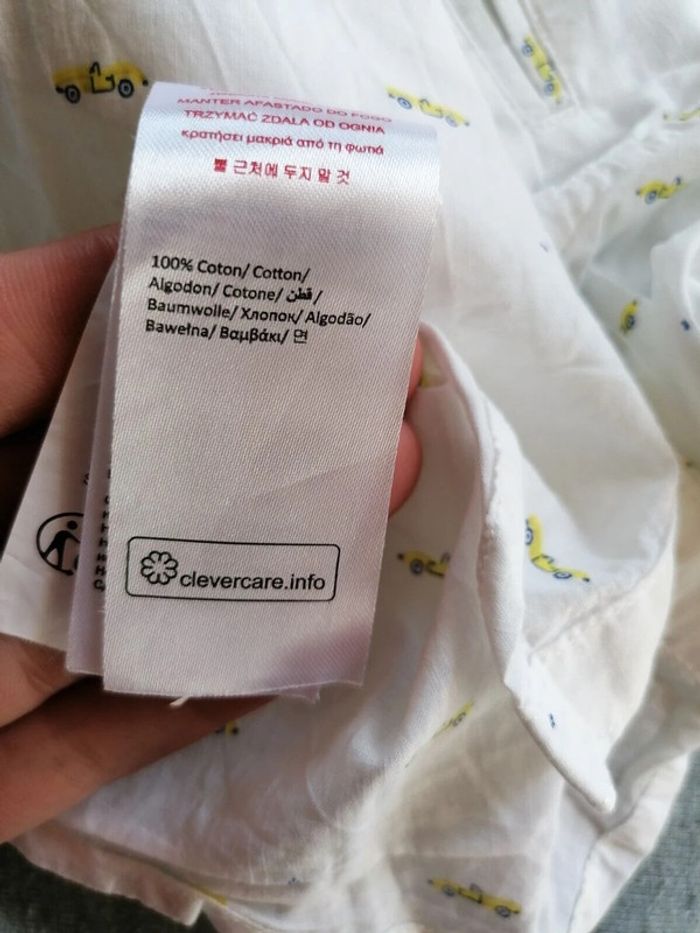 MANTER AFASTADO DO FOGO
TRZYMAĆ ZDALA OD OGNIA
κρατήσει μακριά από τη φωτιά
불 근처에 두지 말 것
100% Coton/ Cotton/
Algodon/ Cotone/ قطن/
Baumwolle/ Хлопок/ Algodão/
Bawełna/ Βαμβάκι/ 면
clevercare.info